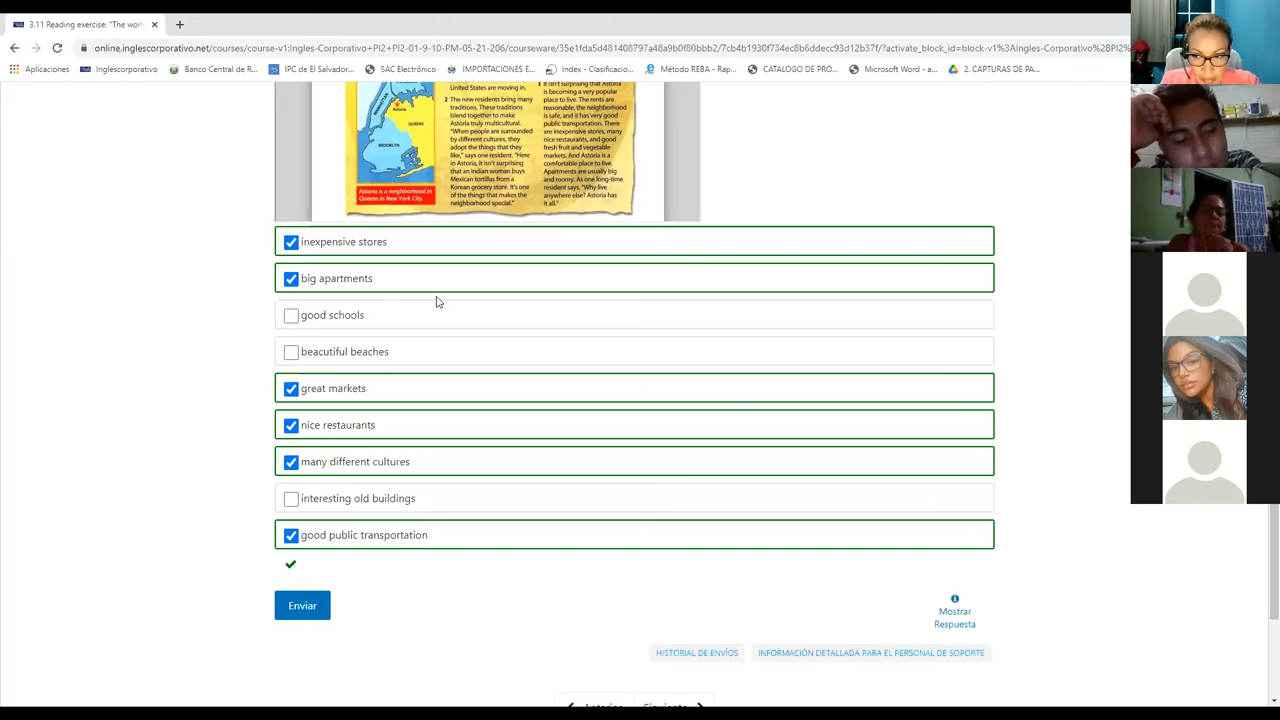 3.11 Reading exercise: "The worl
online.inglescorporativo.net/courses/course-v1:Ingles-Corporativo+PI2+PI2-01-9-10-PM-05-21-206/courseware/35e1fda5d481408797a48a9b0f80bbb2/7cb4b1930f734ec8b6ddecc93d12b37f/?activate_block_id=block-v1%3AIngles-Corporativo%2BPI2%
Aplicaciones
Inglescorporativo
Banco Central de R...
IPC de El Salvador...
SAC Electrónico
IMPORTACIONES E...
Index - Clasificacio...
Método REBA - Rap...
CATALOGO DE PRO...
Microsoft Word - a...
2. CAPTURAS DE PA...
Astoria
QUEENS
BROOKLYN
Astoria is a neighborhood in
Queens in New York City.
United States are moving in.
2 The new residents bring many
traditions. These traditions
blend together to make
Astoria truly multicultural.
"When people are surrounded
by different cultures, they
adopt the things that they
like," says one resident. "Here
in Astoria, it isn't surprising
that an Indian woman buys
Mexican tortillas from a
Korean grocery store. It's one
of the things that makes the
neighborhood special."
3 It isn't surprising that Astoria
is becoming a very popular
place to live. The rents are
reasonable, the neighborhood
is safe, and it has very good
public transportation. There
are inexpensive stores, many
nice restaurants, and good
fresh fruit and vegetable
markets. And Astoria is a
comfortable place to live.
Apartments are usually big
and roomy. As one long-time
resident says, "Why live
anywhere else? Astoria has
it all."
inexpensive stores
big apartments
good schools
beacutiful beaches
great markets
nice restaurants
many different cultures
interesting old buildings
good public transportation
Enviar
Mostrar
Respuesta
HISTORIAL DE ENVÍOS
INFORMACIÓN DETALLADA PARA EL PERSONAL DE SOPORTE
Anterior
Siguiente